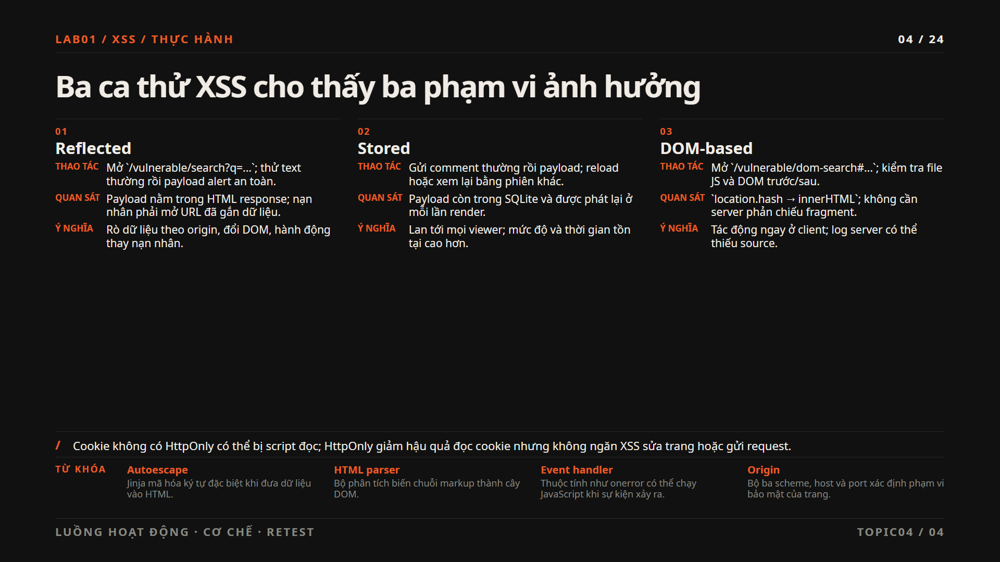 LAB01 / XSS / THỰC HÀNH
04 / 24
Ba ca thử XSS cho thấy ba phạm vi ảnh hưởng
01
Reflected
THAO TÁC Mở `/vulnerable/search?q=...`; thử text
thường rồi payload alert an toàn.
QUAN SÁT Payload nằm trong HTML response; nạn
nhân phải mở URL đã gắn dữ liệu.
Ý NGHĨA Rò dữ liệu theo origin, đổi DOM, hành động
thay nạn nhân.
02
Stored
THAO TÁC Gửi comment thường rồi payload; reload
hoặc xem lại bằng phiên khác.
QUAN SÁT Payload còn trong SQLite và được phát lại ở
mỗi lần render.
Ý NGHĨA Lan tới mọi viewer; mức độ và thời gian tồn
tại cao hơn.
03
DOM-based
THAO TÁC Mở `/vulnerable/dom-search#...`; kiểm tra file
JS và DOM trước/sau.
QUAN SÁT `location.hash → innerHTML`; không cần
server phản chiếu fragment.
Ý NGHĨA Tác động ngay ở client; log server có thể
thiếu source.
/ Cookie không có HttpOnly có thể bị script đọc; HttpOnly giảm hậu quả đọc cookie nhưng không ngăn XSS sửa trang hoặc gửi request.
TỪ KHÓA
Autoescape
Jinja mã hóa ký tự đặc biệt khi đưa dữ liệu
vào HTML.
HTML parser
Bộ phân tích biến chuỗi markup thành cây
DOM.
Event handler
Thuộc tính như onerror có thể chạy
JavaScript khi sự kiện xảy ra.
Origin
Bộ ba scheme, host và port xác định phạm vi
bảo mật của trang.
LUỒNG HOẠT ĐỘNG · CƠ CHẾ · RETEST
TOPIC04 / 04